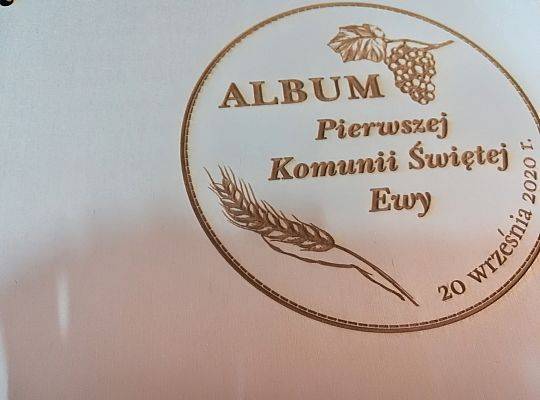 ALBUM
Pierwszej
Komunii Świętej
Ewy
20 września 2020 r.